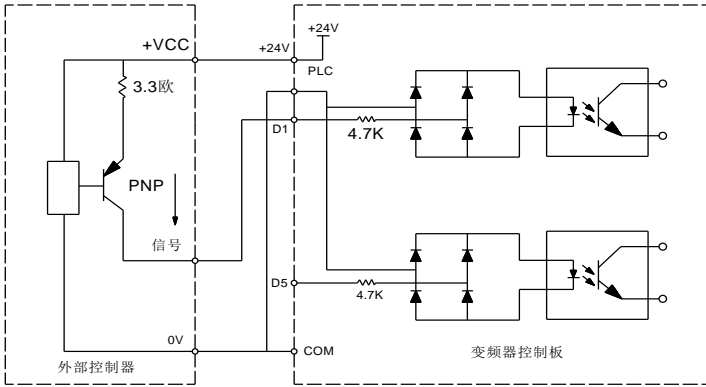 +24V
+VCC
+24V
PLC
3.3欧
D1
4.7K
PNP
信号
D5
4.7K
0V
COM
外部控制器
变频器控制板